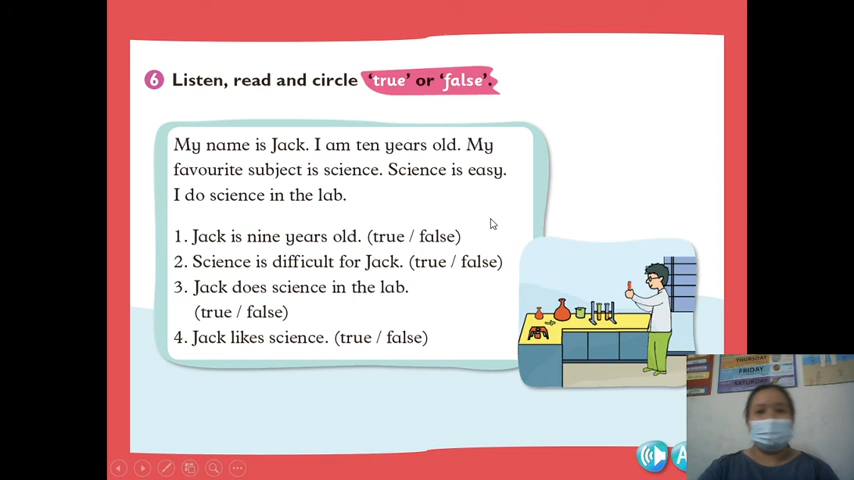 6 Listen, read and circle 'true' or 'false'.
My name is Jack. I am ten years old. My
favourite subject is science. Science is easy.
I do science in the lab.
1. Jack is nine years old. (true / false)
2. Science is difficult for Jack. (true / false)
3. Jack does science in the lab.
(true / false)
4. Jack likes science. (true / false)
THURSDAY
FRIDAY
SATURDAY
A